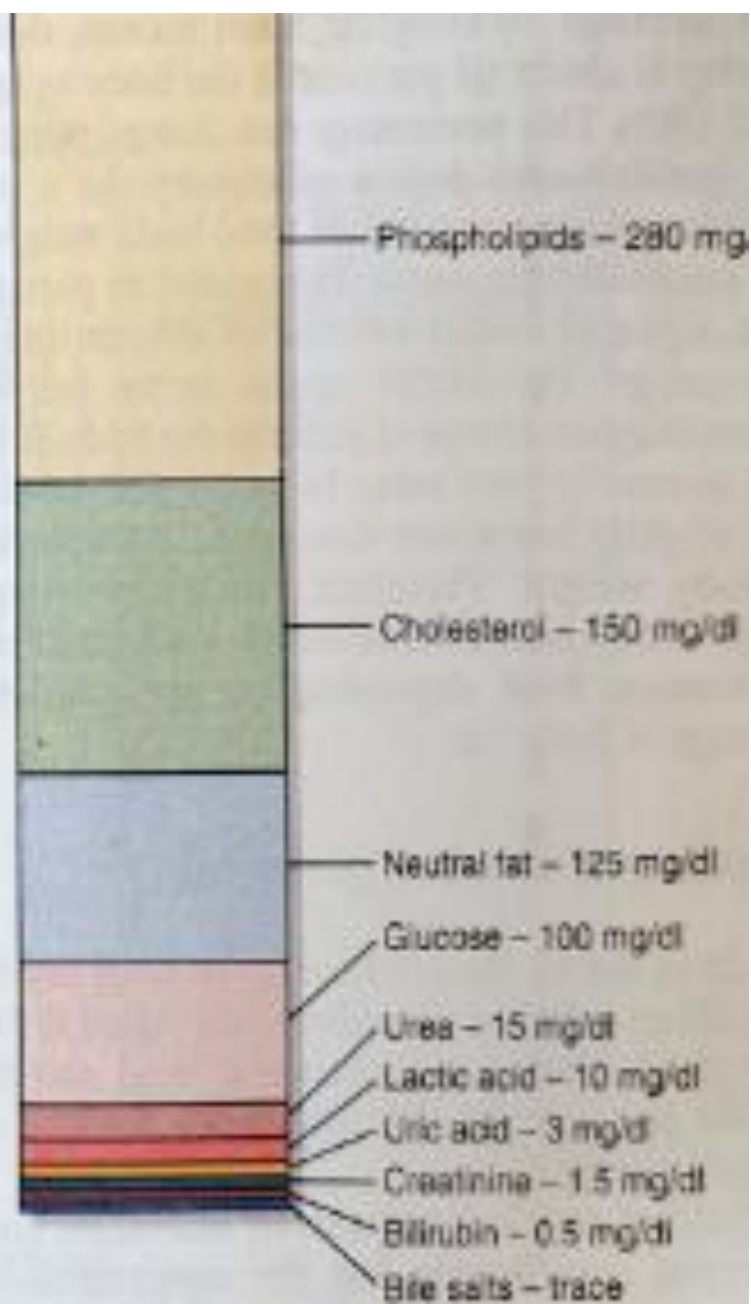 Phospholipids – 280 mg/
Cholesterol – 150 mg/dl
Neutral fat – 125 mg/dl
Glucose – 100 mg/dl
Urea – 15 mg/dl
Lactic acid – 10 mg/dl
Uric acid – 3 mg/dl
Creatinine – 1.5 mg/dl
Bilirubin – 0.5 mg/dl
Bile salts – trace